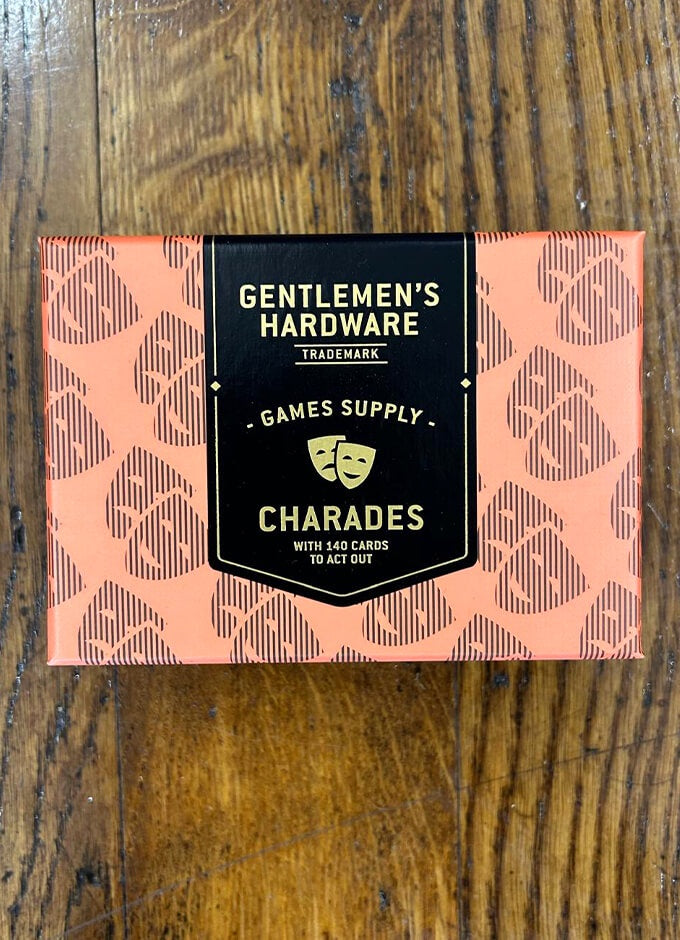 GENTLEMEN'S
HARDWARE
TRADEMARK
- GAMES SUPPLY -
CHARADES
WITH 140 CARDS
TO ACT OUT